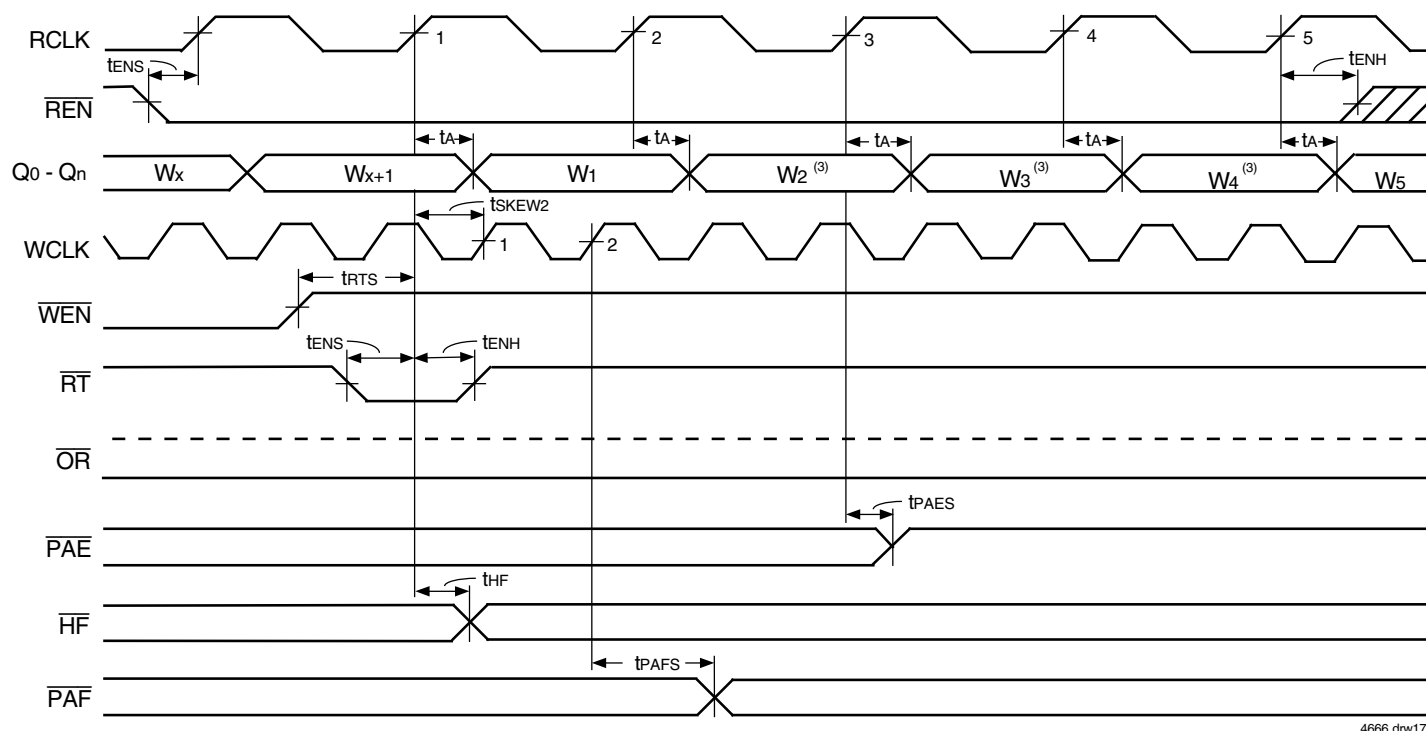 RCLK 1 2 3 4 5
tENS tENH
REN
tA tA tA tA tA
Q0 - Qn Wx Wx+1 W1 W2 (3) W3 (3) W4 (3) W5
tSKEW2
WCLK 1 2
tRTS
WEN
tENS tENH
RT
OR
tPAES
PAE
tHF
HF
tPAFS
PAF
4666 drw17